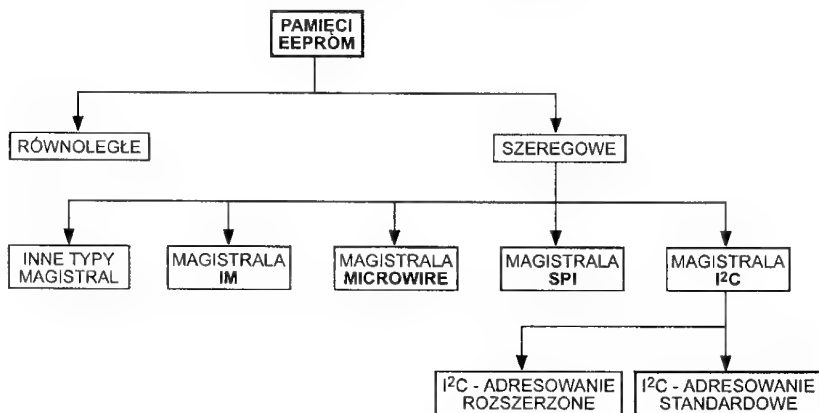 PAMIĘCI
EEPROM
RÓWNOLEGŁE
SZEREGOWE
INNE TYPY
MAGISTRAL
MAGISTRALA
IM
MAGISTRALA
MICROWIRE
MAGISTRALA
SPI
MAGISTRALA
I²C
I²C - ADRESOWANIE
ROZSZERZONE
I²C - ADRESOWANIE
STANDARDOWE